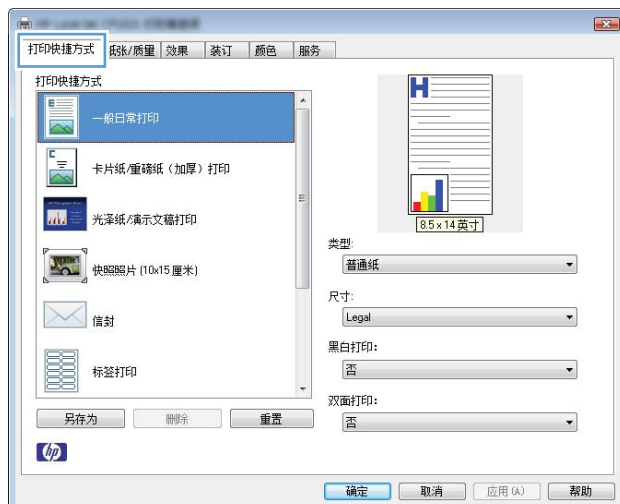 打印快捷方式 纸张/质量 效果 装订 颜色 服务
打印快捷方式
一般日常打印
卡片纸/重磅纸（加厚）打印
光泽纸/演示文稿打印
快照照片 (10x15 厘米)
信封
标签打印
另存为 删除 重置
8.5 x 14 英寸
类型:
普通纸
尺寸:
Legal
黑白打印:
否
双面打印:
否
hp
确定 取消 应用(A) 帮助